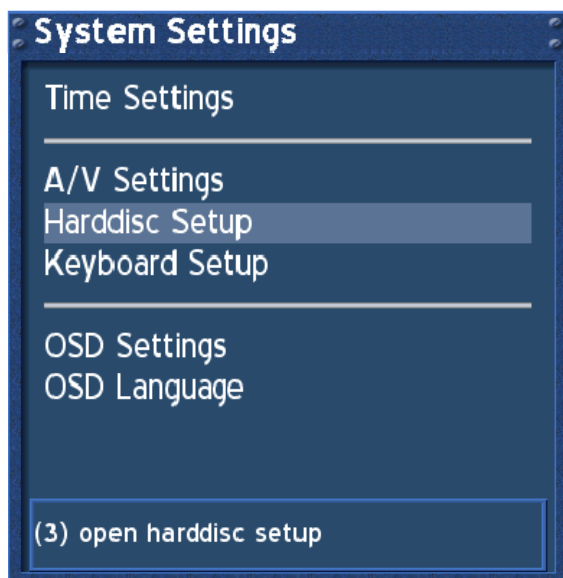 System Settings
Time Settings
A/V Settings
Harddisc Setup
Keyboard Setup
OSD Settings
OSD Language
(3) open harddisc setup